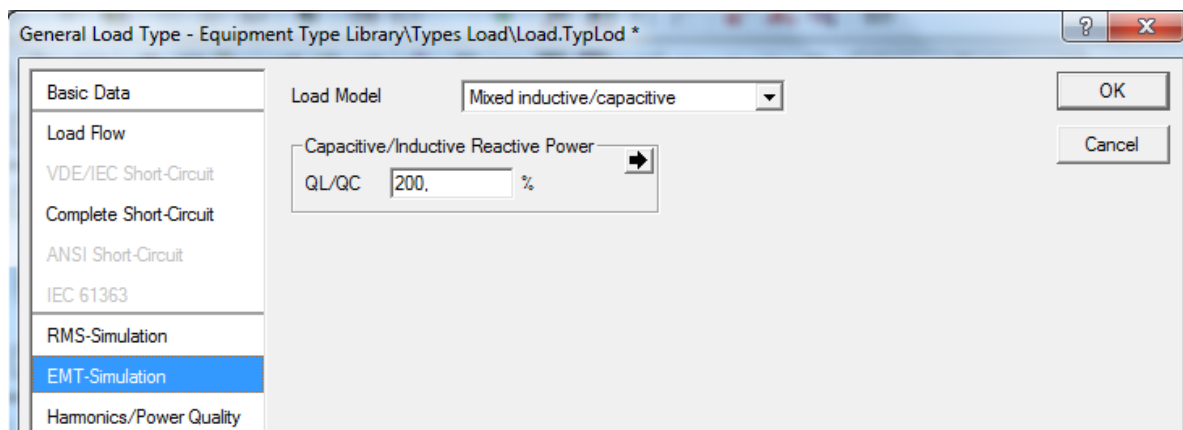 General Load Type - Equipment Type Library\Types Load\Load.TypLod *
Basic Data
Load Flow
VDE/IEC Short-Circuit
Complete Short-Circuit
ANSI Short-Circuit
IEC 61363
RMS-Simulation
EMT-Simulation
Harmonics/Power Quality
Load Model Mixed inductive/capacitive
Capacitive/Inductive Reactive Power
QL/QC 200, %
OK
Cancel